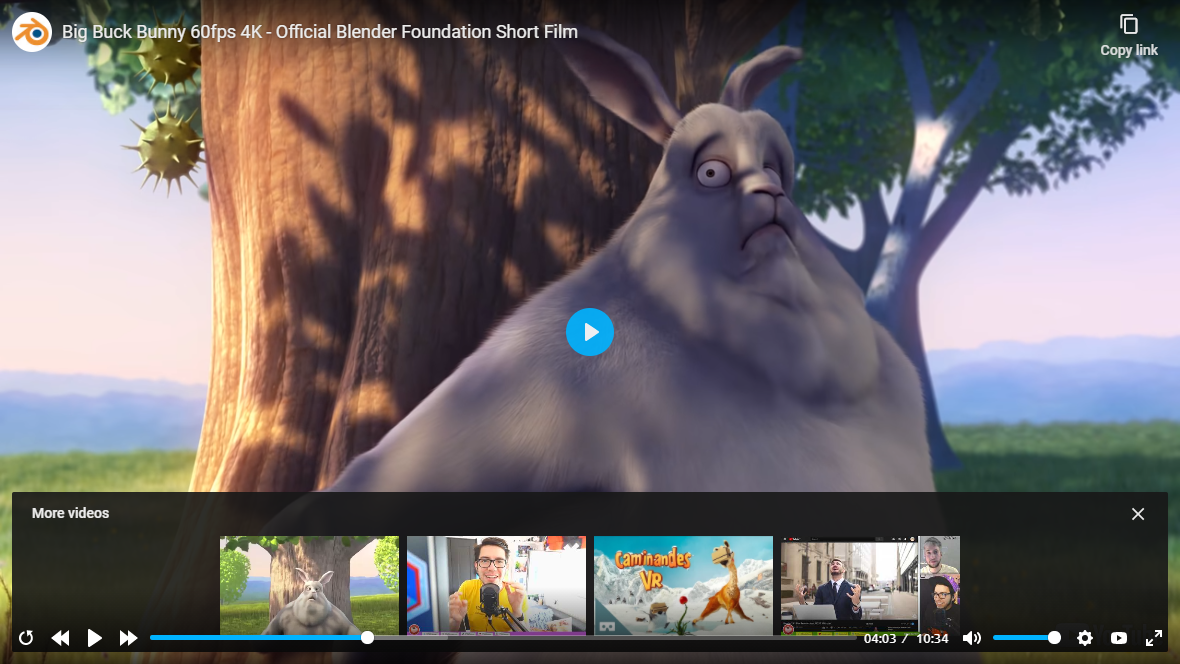 Big Buck Bunny 60fps 4K - Official Blender Foundation Short Film
Copy link
More videos
Caminandes
VR
04:03 / 10:34